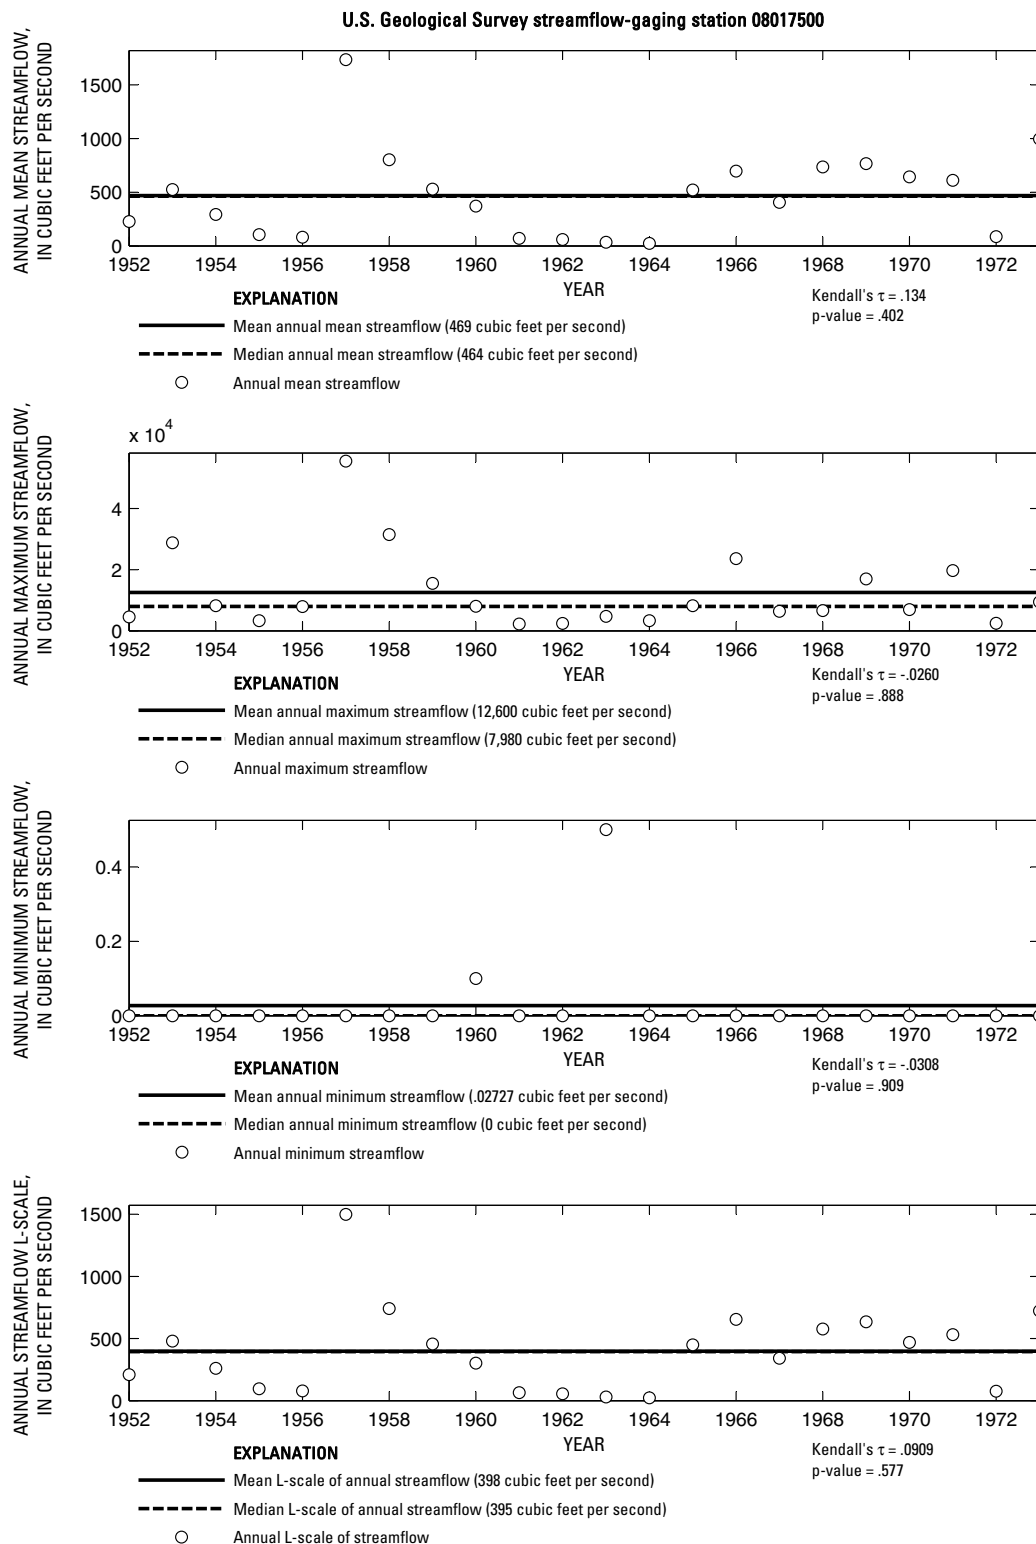 U.S. Geological Survey streamflow-gaging station 08017500
ANNUAL MEAN STREAMFLOW,
IN CUBIC FEET PER SECOND
1500
1000
500
0
1952 1954 1956 1958 1960 1962 1964 1966 1968 1970 1972
YEAR
Kendall's τ = .134
p-value = .402
EXPLANATION
Mean annual mean streamflow (469 cubic feet per second)
Median annual mean streamflow (464 cubic feet per second)
Annual mean streamflow
ANNUAL MAXIMUM STREAMFLOW,
IN CUBIC FEET PER SECOND
x 10^4
4
2
0
1952 1954 1956 1958 1960 1962 1964 1966 1968 1970 1972
YEAR
Kendall's τ = -.0260
p-value = .888
EXPLANATION
Mean annual maximum streamflow (12,600 cubic feet per second)
Median annual maximum streamflow (7,980 cubic feet per second)
Annual maximum streamflow
ANNUAL MINIMUM STREAMFLOW,
IN CUBIC FEET PER SECOND
0.4
0.2
0
1952 1954 1956 1958 1960 1962 1964 1966 1968 1970 1972
YEAR
Kendall's τ = -.0308
p-value = .909
EXPLANATION
Mean annual minimum streamflow (.02727 cubic feet per second)
Median annual minimum streamflow (0 cubic feet per second)
Annual minimum streamflow
ANNUAL STREAMFLOW L-SCALE,
IN CUBIC FEET PER SECOND
1500
1000
500
0
1952 1954 1956 1958 1960 1962 1964 1966 1968 1970 1972
YEAR
Kendall's τ = .0909
p-value = .577
EXPLANATION
Mean L-scale of annual streamflow (398 cubic feet per second)
Median L-scale of annual streamflow (395 cubic feet per second)
Annual L-scale of streamflow